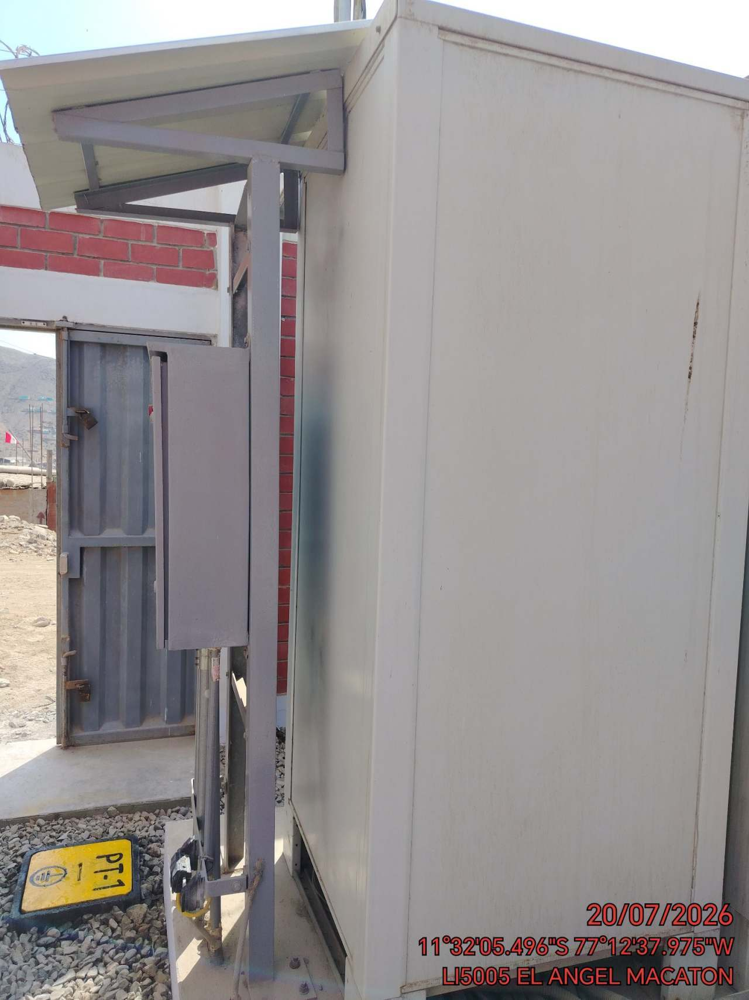 PT-1
20/07/2026
11°32'05.496"S 77°12'37.975"W
LI5005 EL ANGEL MACATON